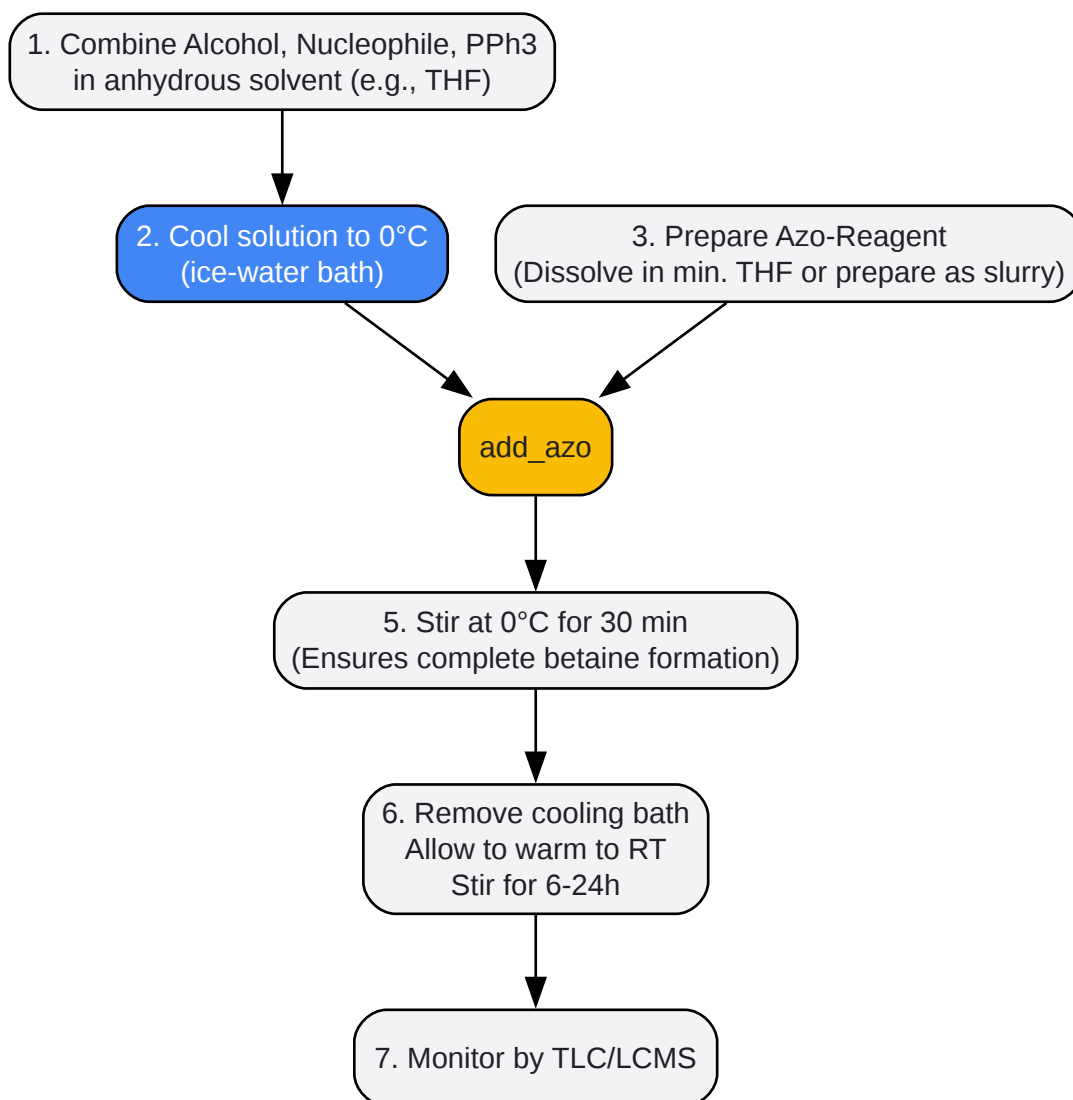 1. Combine Alcohol, Nucleophile, PPh3
in anhydrous solvent (e.g., THF)
2. Cool solution to 0°C
(ice-water bath)
3. Prepare Azo-Reagent
(Dissolve in min. THF or prepare as slurry)
add_azo
5. Stir at 0°C for 30 min
(Ensures complete betaine formation)
6. Remove cooling bath
Allow to warm to RT
Stir for 6-24h
7. Monitor by TLC/LCMS